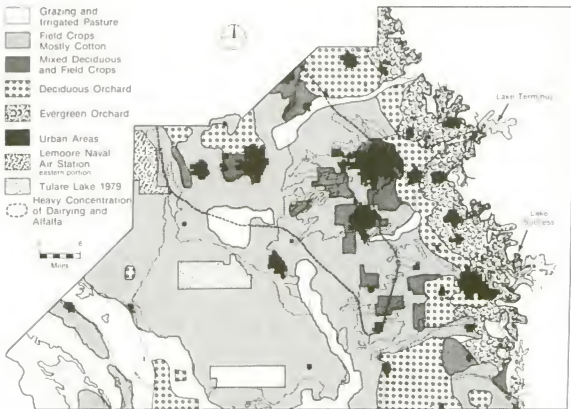 Grazing and
Irrigated Pasture
Field Crops
Mostly Cotton
Mixed Deciduous
and Field Crops
Deciduous Orchard
Evergreen Orchard
Urban Areas
Lemoore Naval
Air Station
eastern portion
Tulare Lake 1979
Heavy Concentration
of Dairying and
Alfalfa
0 6
Miles
Lake Terminus
Lake
Success